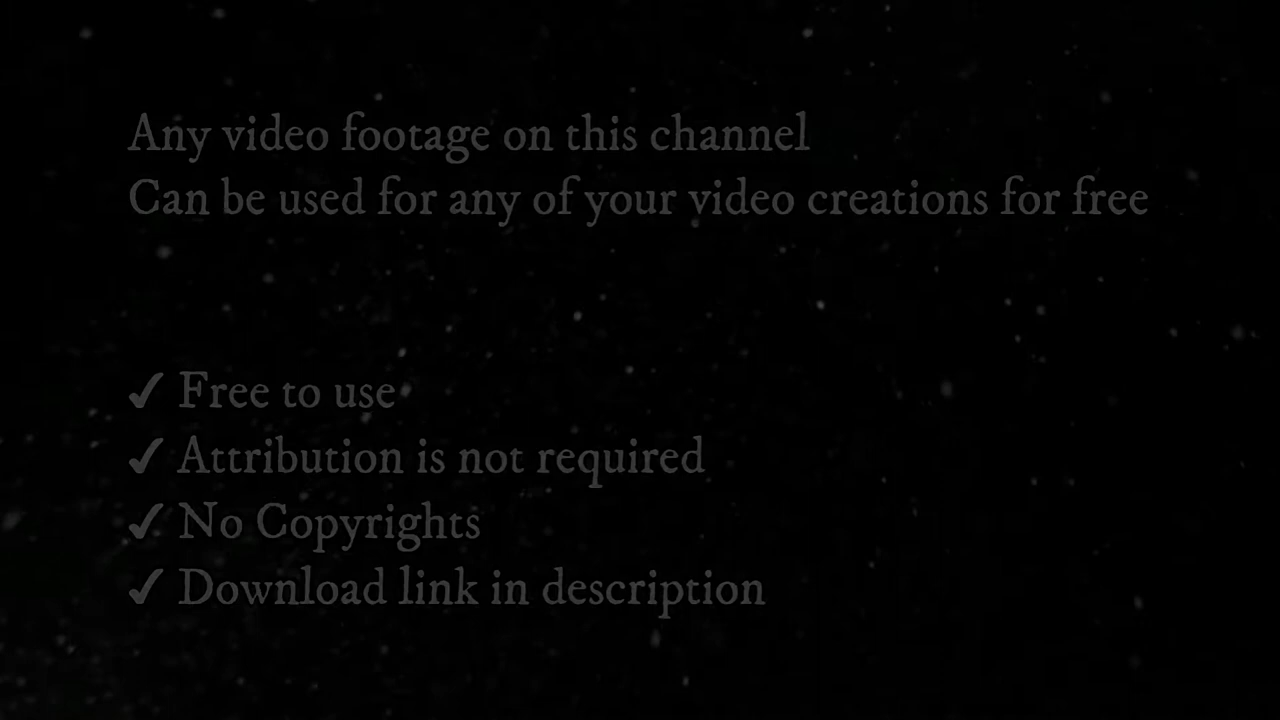 Any video footage on this channel
Can be used for any of your video creations for free
✓ Free to use
✓ Attribution is not required
✓ No Copyrights
✓ Download link in description